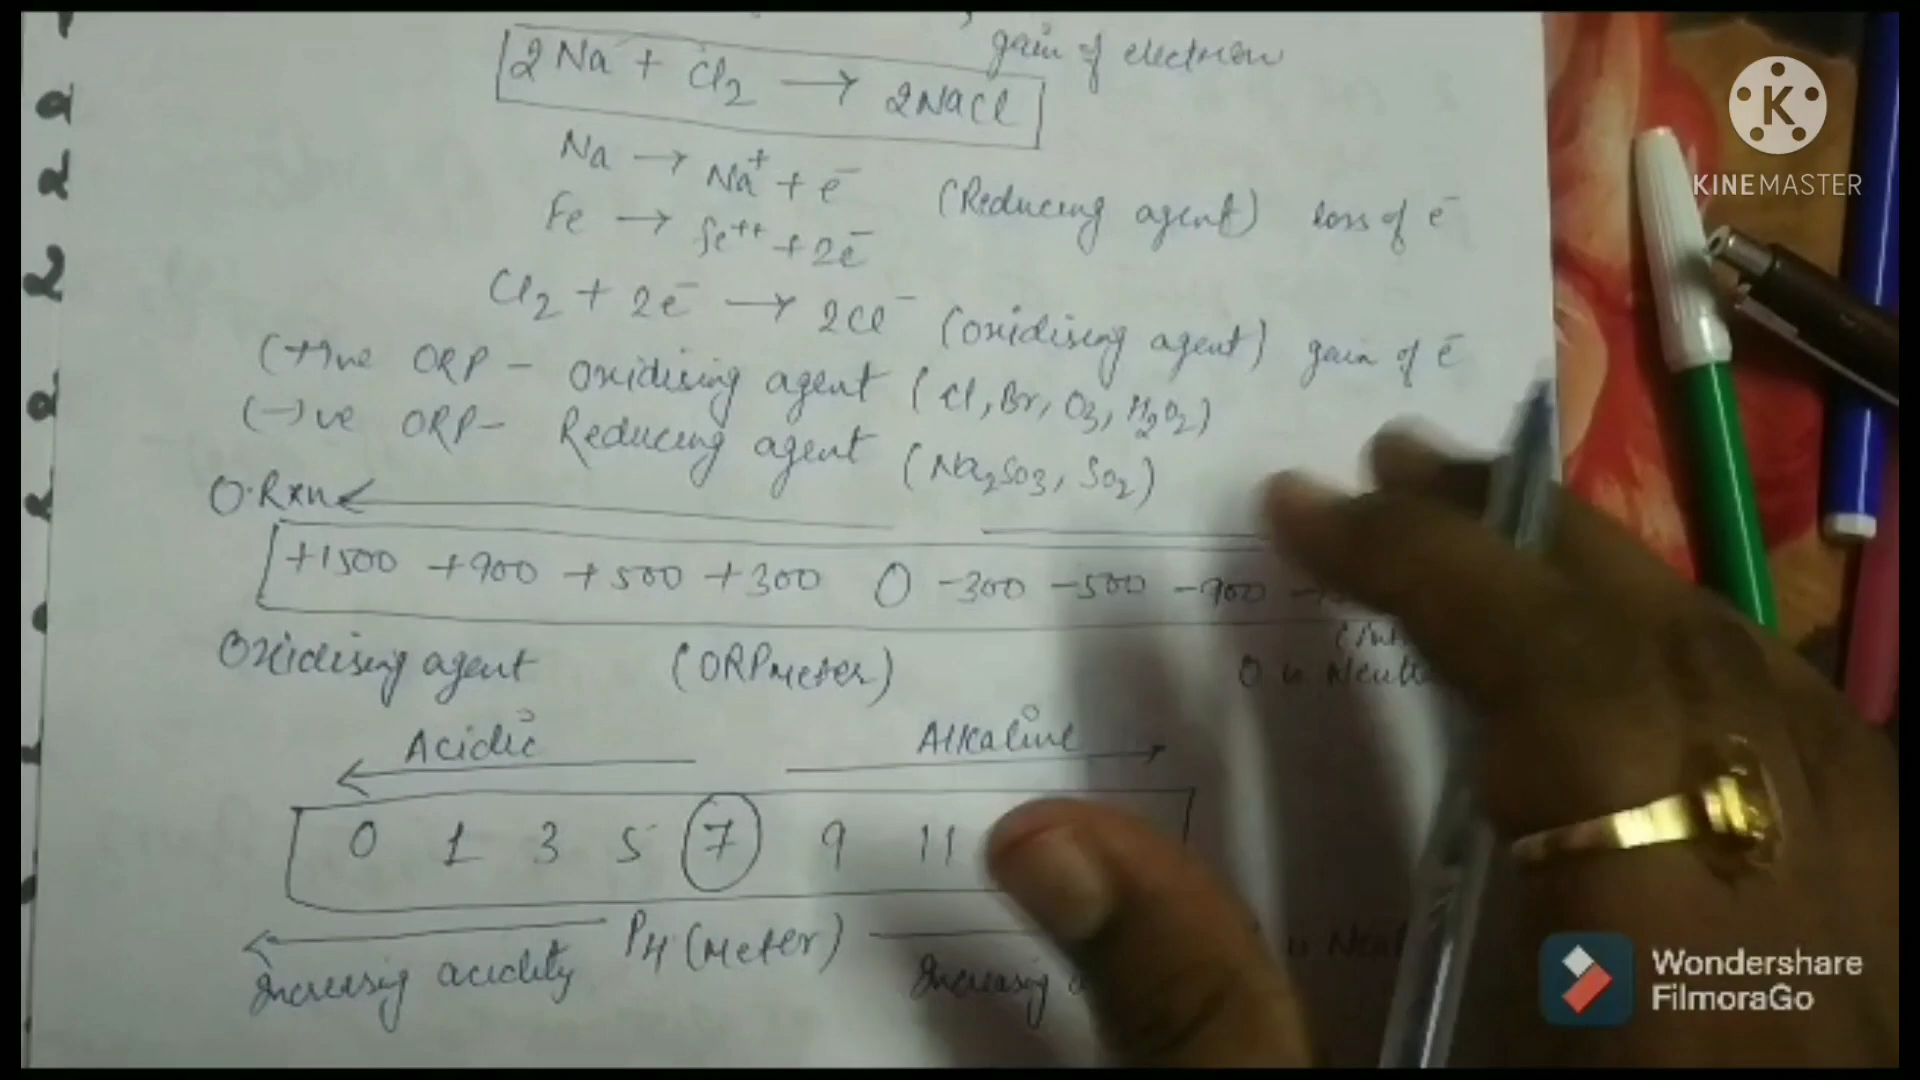 gain of electron
2Na + Cl2 → 2NaCl
Na → Na+ + e-
Fe → Fe++ + 2e-
(Reducing agent) loss of e-
Cl2 + 2e- → 2Cl- (oxidising agent) gain of e-
(+)ve ORP - oxidising agent (Cl, Br, O3, H2O2)
(-)ve ORP- Reducing agent (Na2SO3, SO2)
O.Rxn
+1500 +900 +500 +300 0 -300 -500 -900
Oxidising agent (ORP meter) 0 is
Acidic Alkaline
0 1 3 5 7 9 11
PH (Meter) is
Increasig acidity Increasing
K
KINEMASTER
Wondershare
FilmoraGo